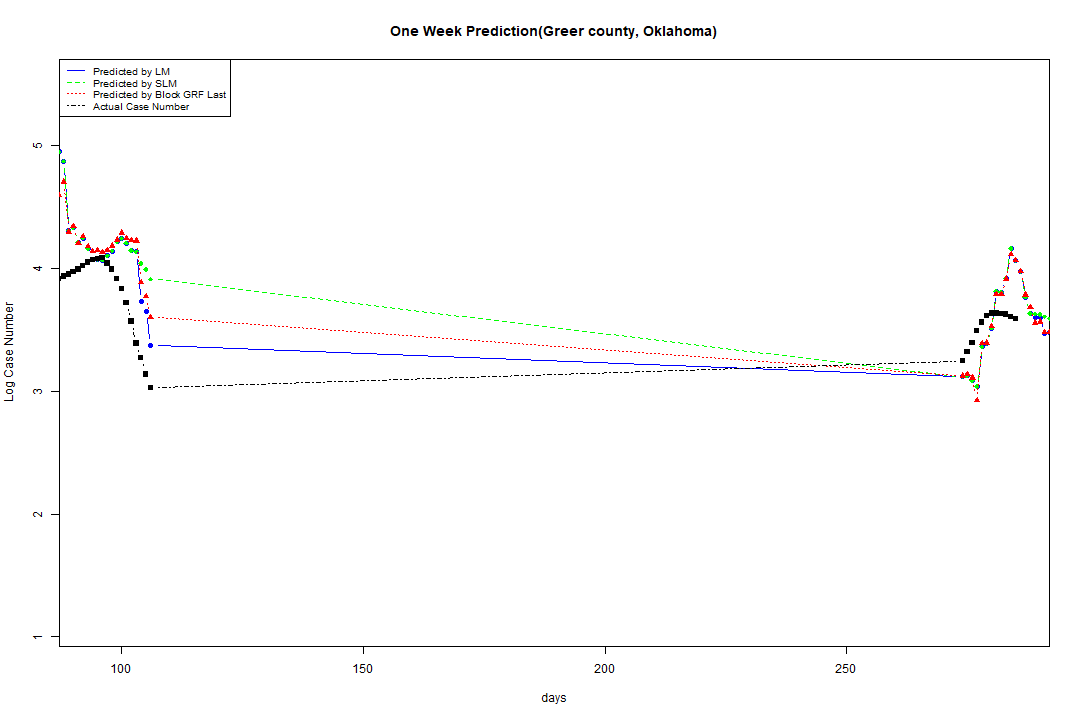 One Week Prediction(Greer county, Oklahoma)
Predicted by LM
Predicted by SLM
Predicted by Block GRF Last
Actual Case Number
5
4
3
2
1
Log Case Number
100 150 200 250
days